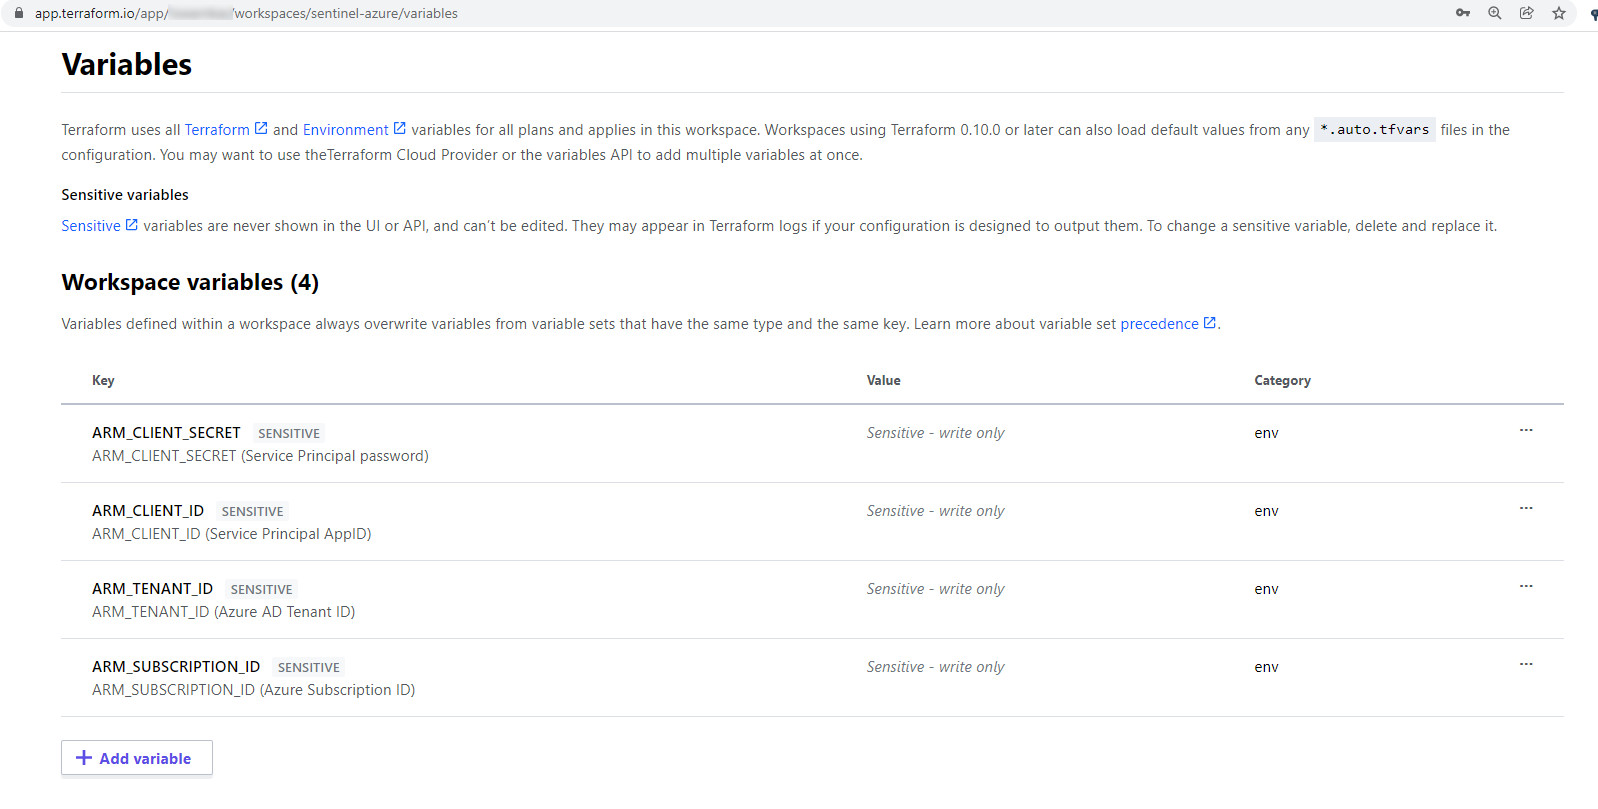 app.terraform.io/app/ /workspaces/sentinel-azure/variables
Variables
Terraform uses all Terraform and Environment variables for all plans and applies in this workspace. Workspaces using Terraform 0.10.0 or later can also load default values from any *.auto.tfvars files in the
configuration. You may want to use theTerraform Cloud Provider or the variables API to add multiple variables at once.
Sensitive variables
Sensitive variables are never shown in the UI or API, and can't be edited. They may appear in Terraform logs if your configuration is designed to output them. To change a sensitive variable, delete and replace it.
Workspace variables (4)
Variables defined within a workspace always overwrite variables from variable sets that have the same type and the same key. Learn more about variable set precedence.
Key Value Category
ARM_CLIENT_SECRET SENSITIVE Sensitive - write only env ...
ARM_CLIENT_SECRET (Service Principal password)
ARM_CLIENT_ID SENSITIVE Sensitive - write only env ...
ARM_CLIENT_ID (Service Principal AppID)
ARM_TENANT_ID SENSITIVE Sensitive - write only env ...
ARM_TENANT_ID (Azure AD Tenant ID)
ARM_SUBSCRIPTION_ID SENSITIVE Sensitive - write only env ...
ARM_SUBSCRIPTION_ID (Azure Subscription ID)
+ Add variable